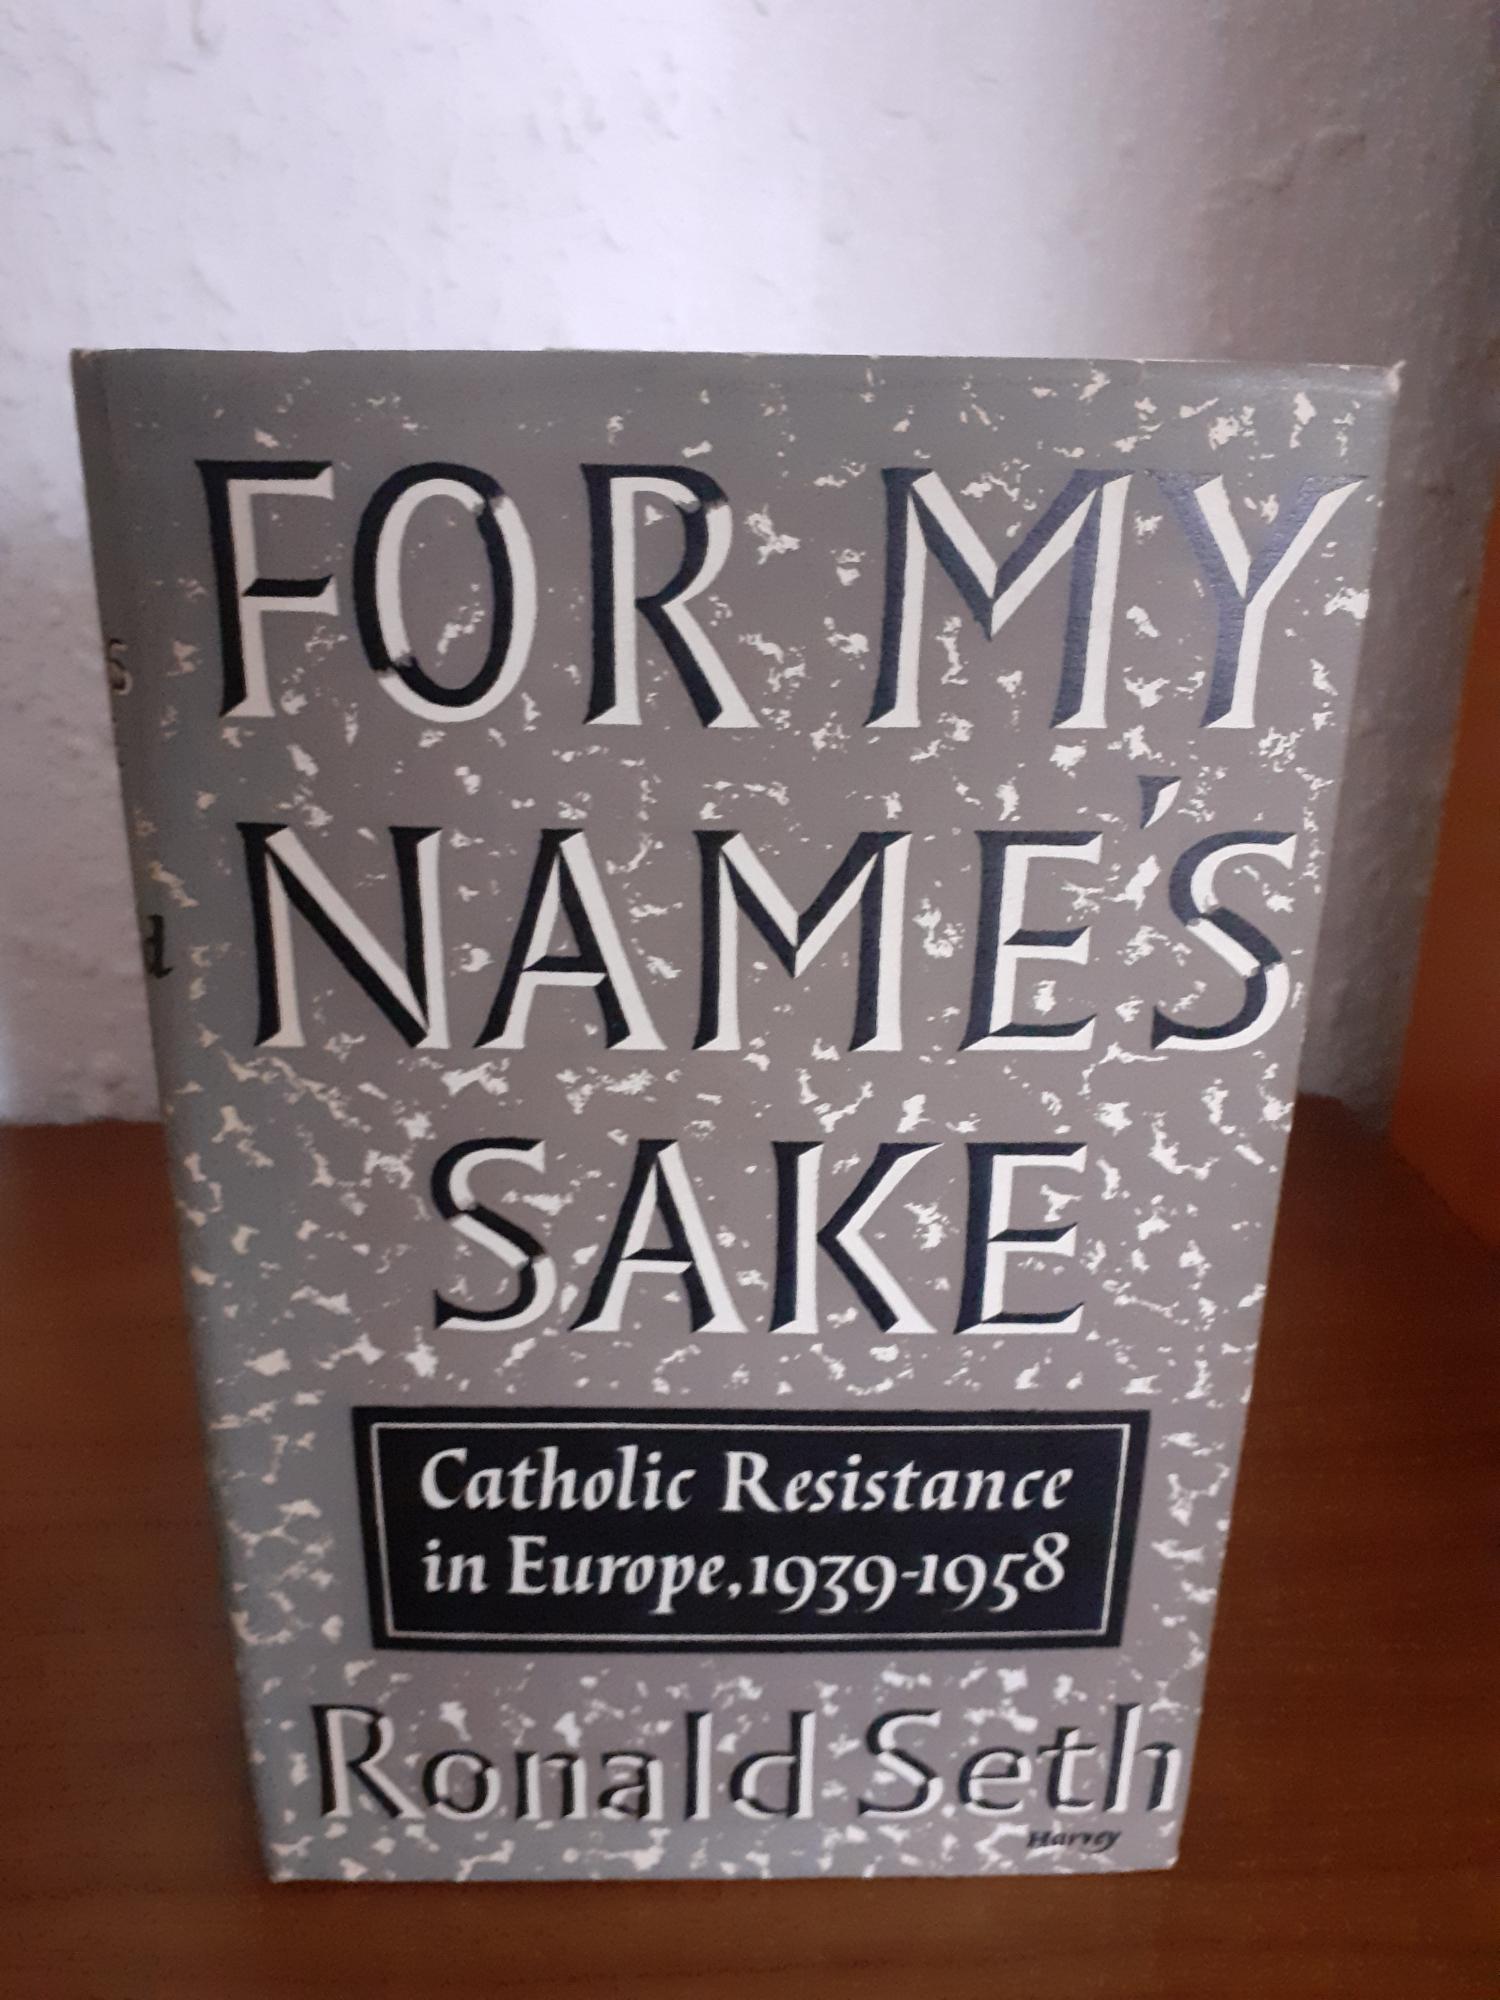 FOR MY
NAME'S
SAKE
Catholic Resistance
in Europe, 1939-1958
Ronald Seth
Harvey